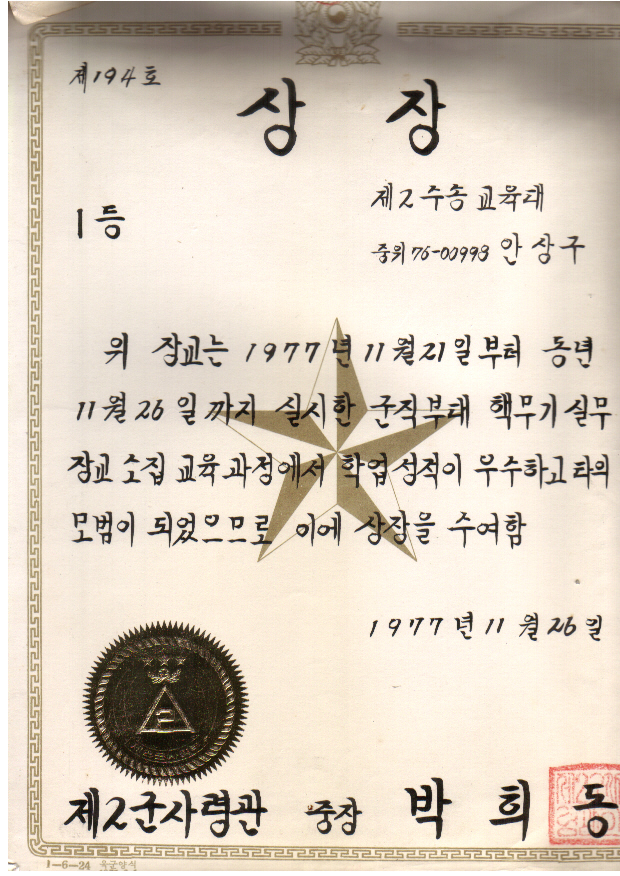 제194호
상 장
1등
제2수송교육대
중위 76-00993 안상구
위 장교는 1977년 11월 21일부터 동년
11월 26일 까지 실시한 군직부대 핵무기 실무
장교 소집 교육과정에서 학업성적이 우수하고 타의
모범이 되었으므로 이에 상장을 수여함
1977년 11월 26일
제2군사령관 중장 박 희 동
1-6-24 육군양식